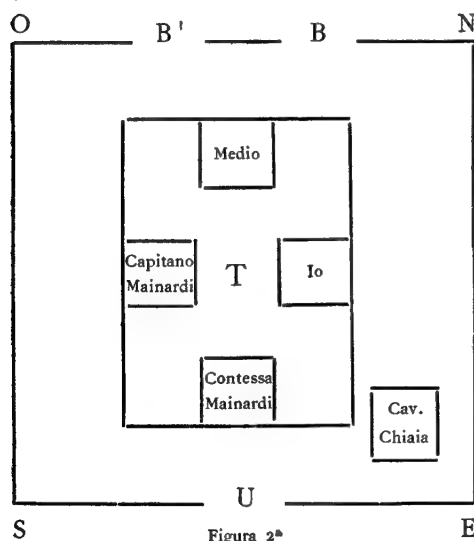 O B' B N
Medio
Capitano
Mainardi
T
Io
Contessa
Mainardi
Cav.
Chiaia
U
S E
Figura 2ª